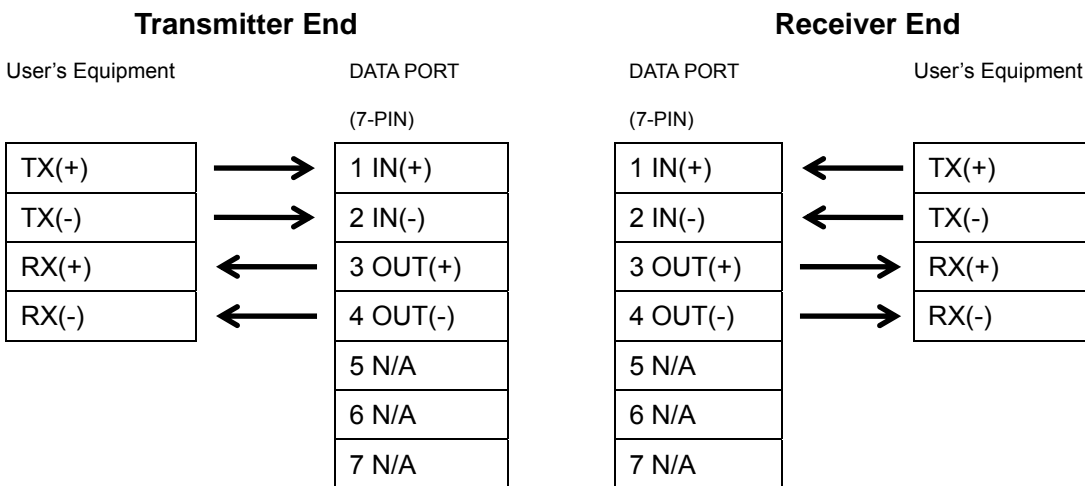 Transmitter End Receiver End
User’s Equipment DATA PORT DATA PORT User’s Equipment
(7-PIN) (7-PIN)
TX(+) 1 IN(+) 1 IN(+) TX(+)
TX(-) 2 IN(-) 2 IN(-) TX(-)
RX(+) 3 OUT(+) 3 OUT(+) RX(+)
RX(-) 4 OUT(-) 4 OUT(-) RX(-)
5 N/A 5 N/A
6 N/A 6 N/A
7 N/A 7 N/A